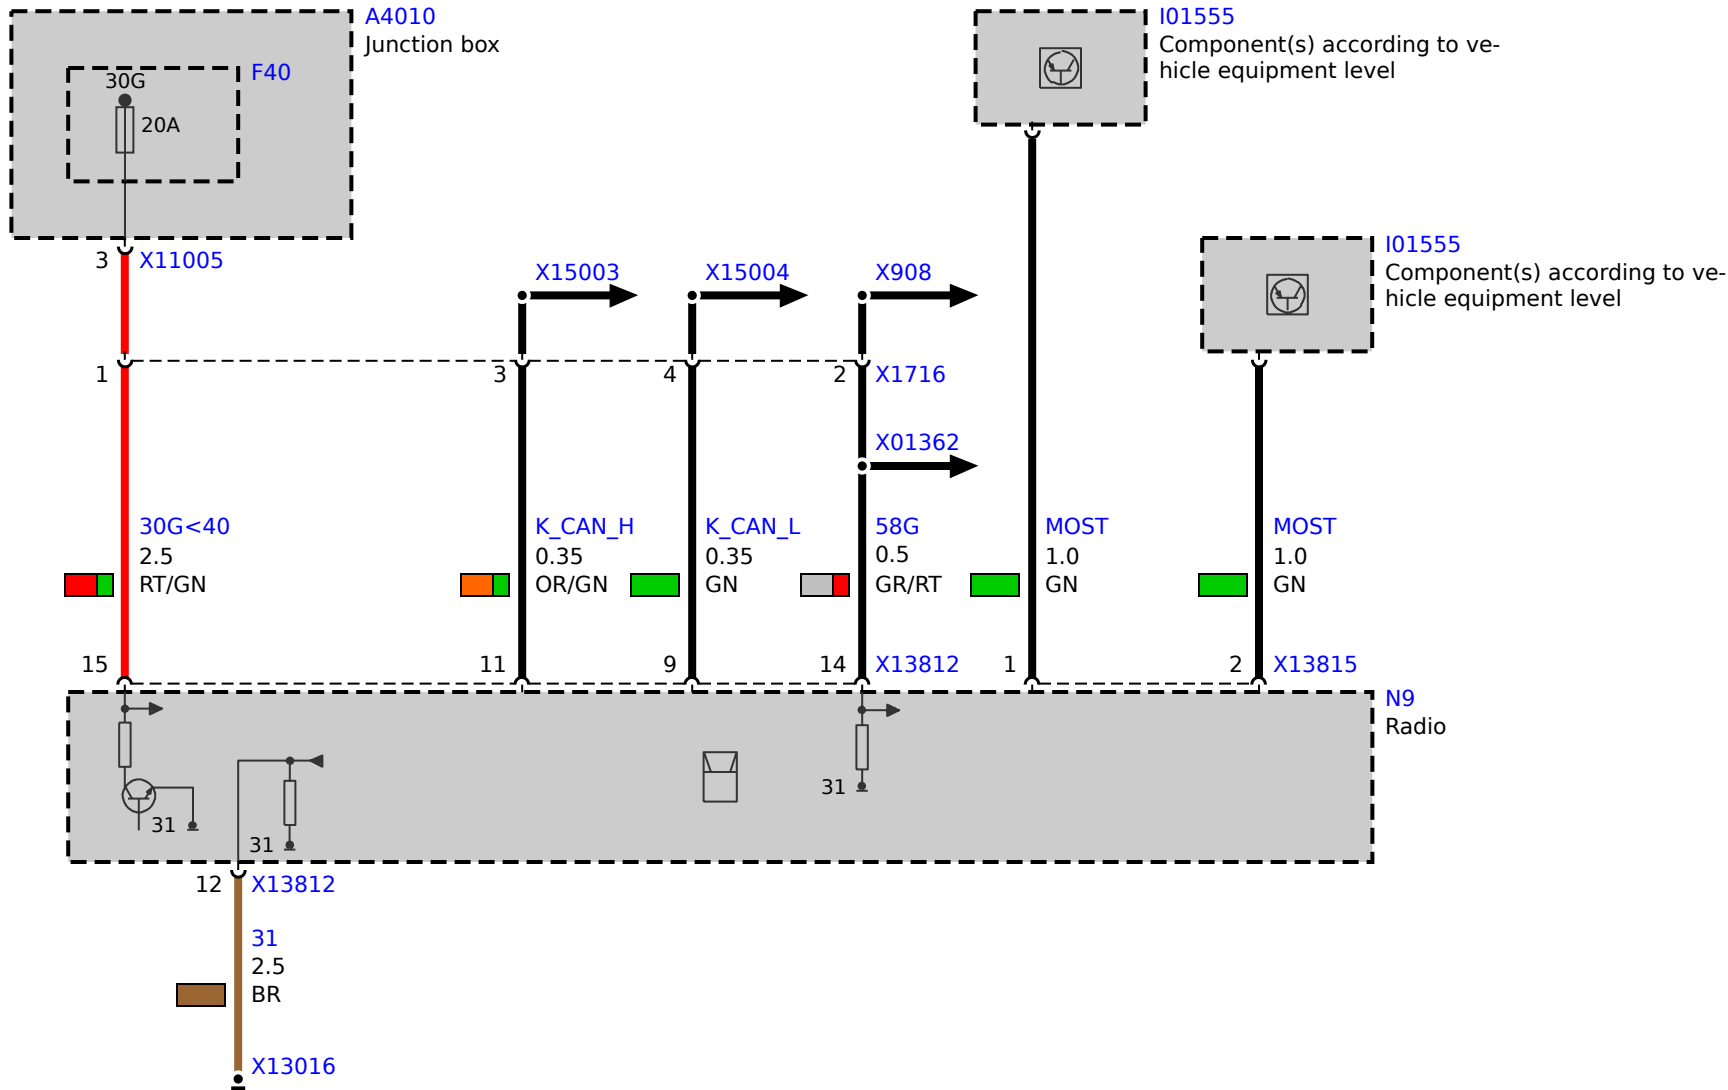 A4010
Junction box
F40
30G
20A
I01555
Component(s) according to ve-
hicle equipment level
I01555
Component(s) according to ve-
hicle equipment level
3 X11005
X15003
X15004
X908
1
3
4
2 X1716
X01362
30G<40
2.5
RT/GN
K_CAN_H
0.35
OR/GN
K_CAN_L
0.35
GN
58G
0.5
GR/RT
MOST
1.0
GN
MOST
1.0
GN
15
11
9
14 X13812
1
2 X13815
N9
Radio
31
31
31
12 X13812
31
2.5
BR
X13016